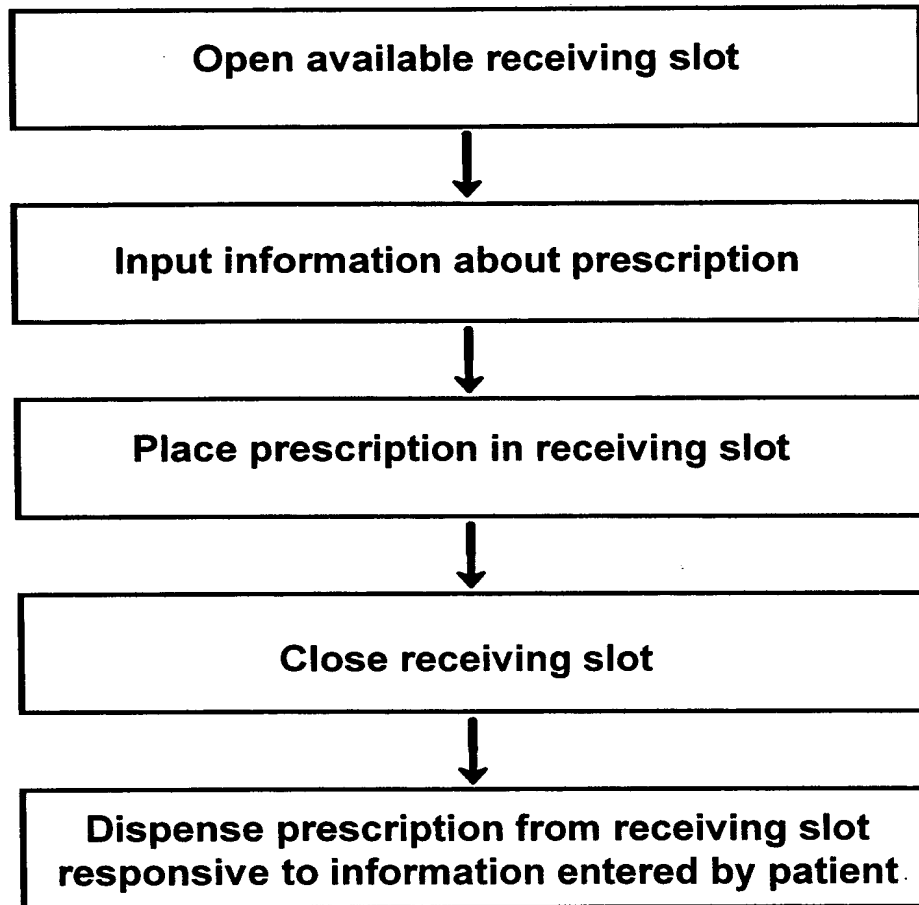 Open available receiving slot
Input information about prescription
Place prescription in receiving slot
Close receiving slot
Dispense prescription from receiving slot
responsive to information entered by patient